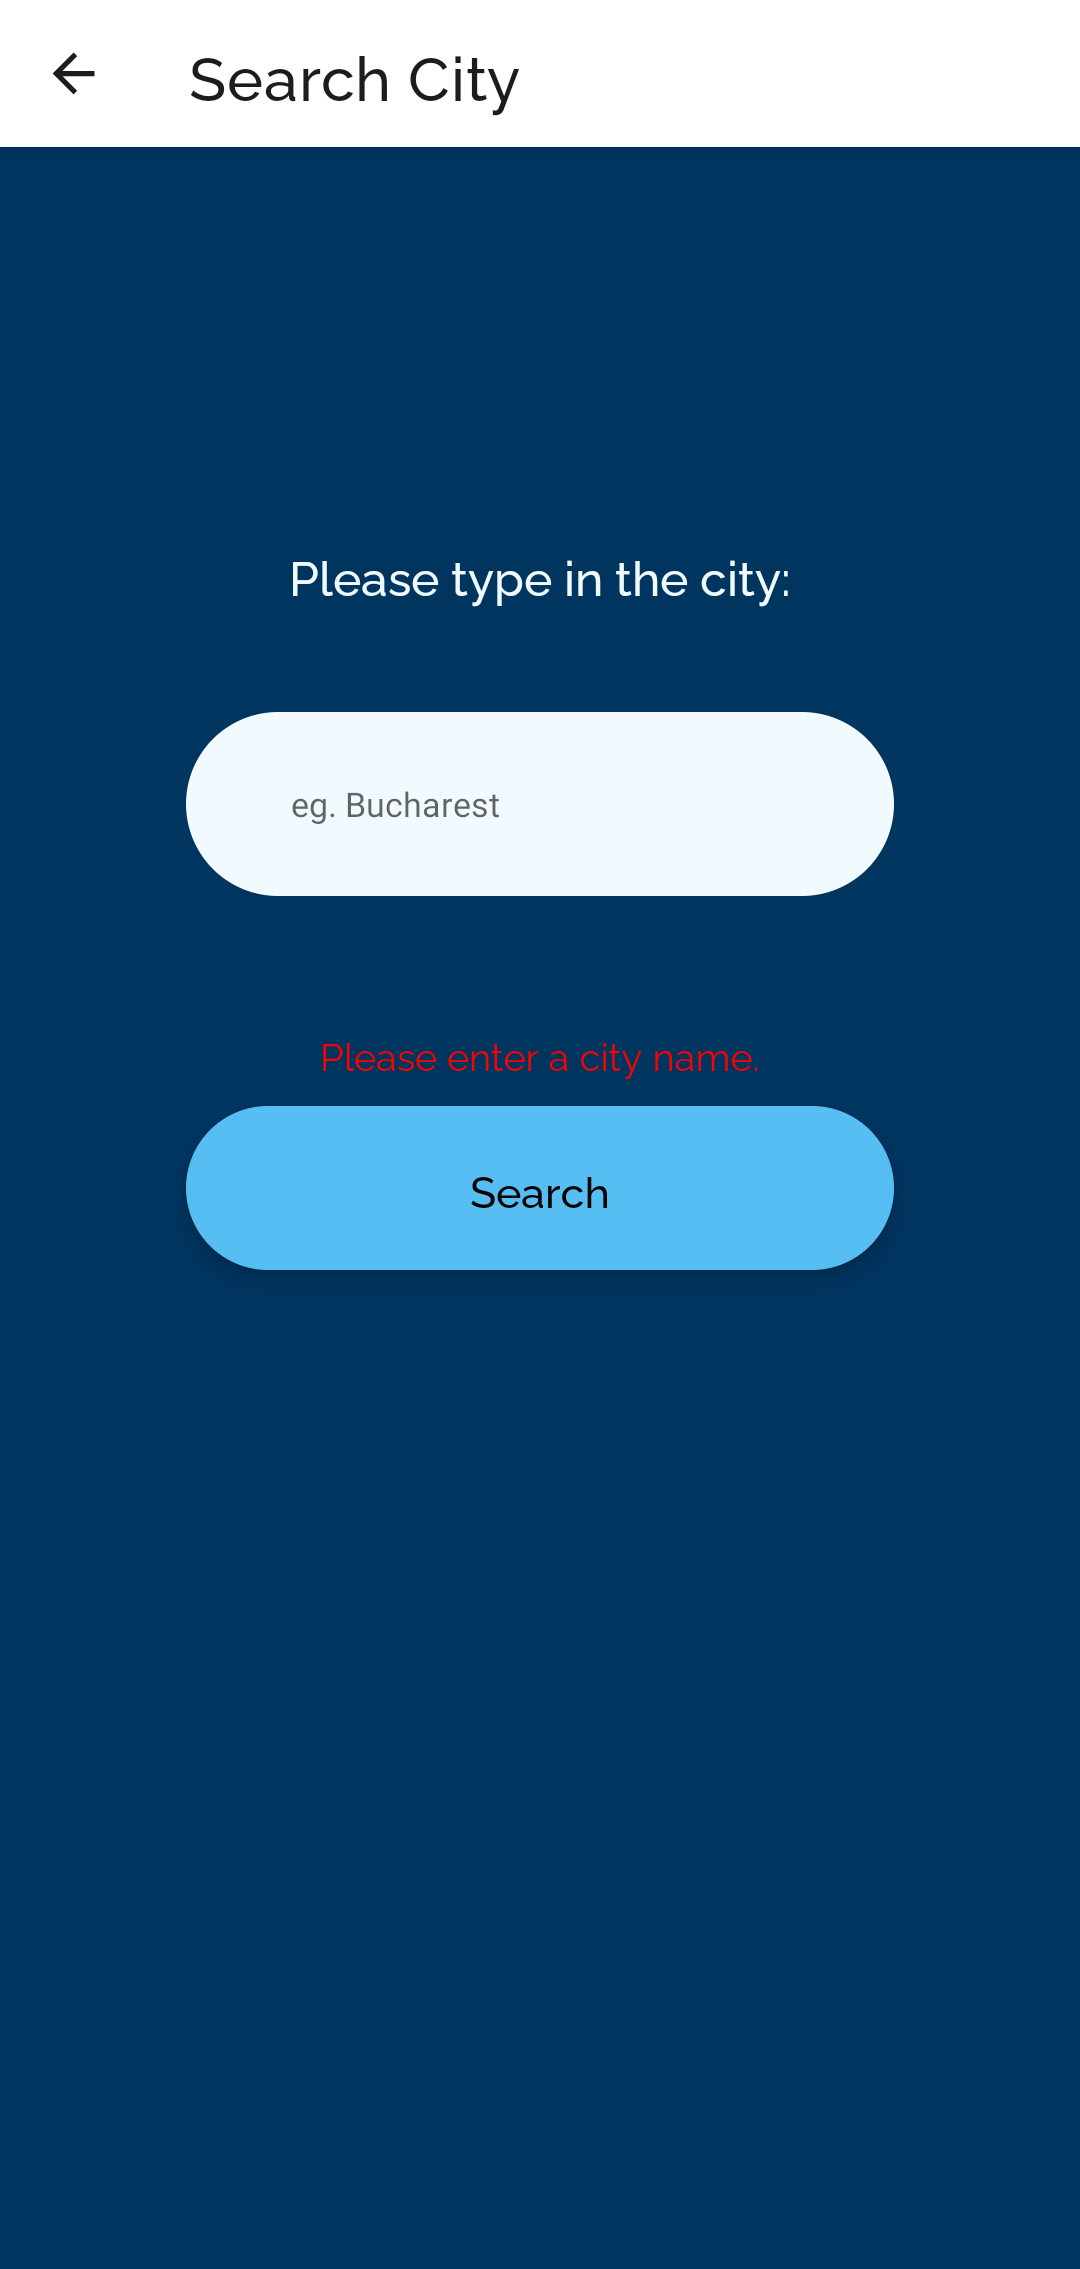 Search City
Please type in the city:
eg. Bucharest
Please enter a city name.
Search